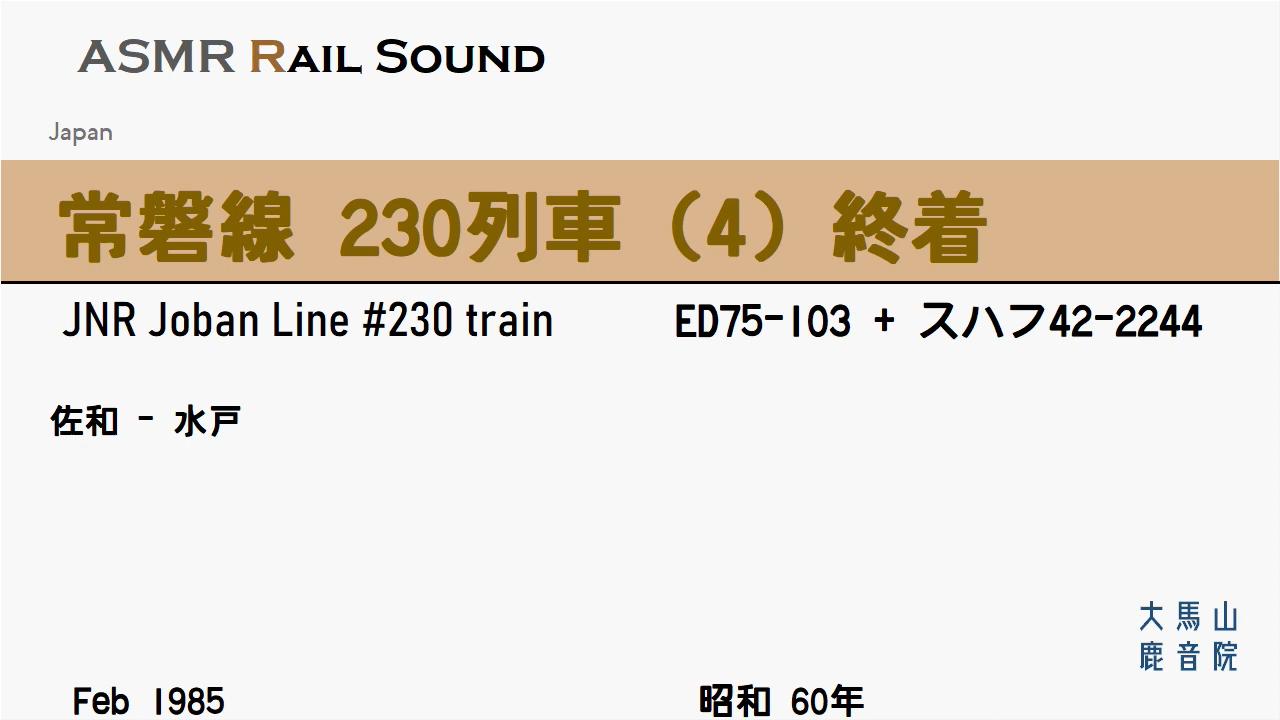 ASMR RAIL SOUND
Japan
常磐線 230列車（4）終着
JNR Joban Line #230 train
ED75-103 + スハフ42-2244
佐和 - 水戸
大馬山
鹿音院
Feb 1985
昭和 60年